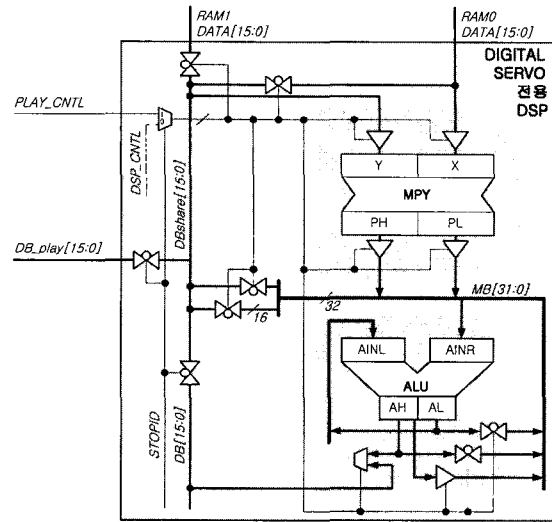 RAM1
DATA[15:0]
RAM0
DATA[15:0]
DIGITAL
SERVO
전용
DSP
PLAY_CNTL
DSP_CNTL
DBshare[15:0]
Y
X
MPY
PH
PL
DB_play[15:0]
16
32
MB[31:0]
AINL
AINR
ALU
AH
AL
STOPID
DB[15:0]